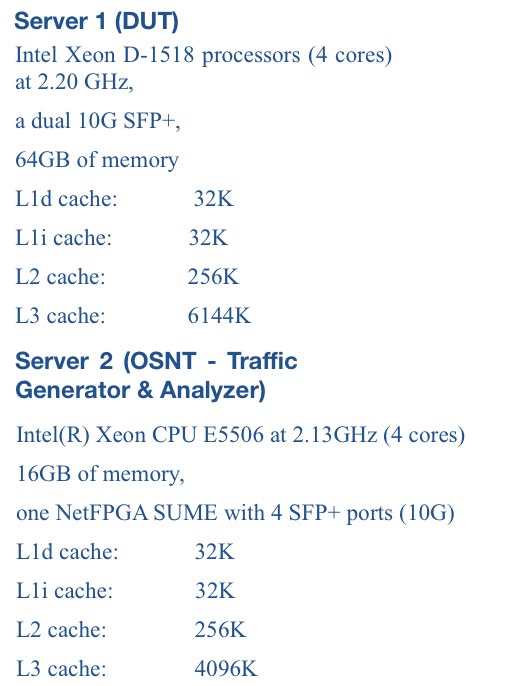 Server 1 (DUT)
Intel Xeon D-1518 processors (4 cores)
at 2.20 GHz,
a dual 10G SFP+,
64GB of memory
L1d cache: 32K
L1i cache: 32K
L2 cache: 256K
L3 cache: 6144K
Server 2 (OSNT - Traffic
Generator & Analyzer)
Intel(R) Xeon CPU E5506 at 2.13GHz (4 cores)
16GB of memory,
one NetFPGA SUME with 4 SFP+ ports (10G)
L1d cache: 32K
L1i cache: 32K
L2 cache: 256K
L3 cache: 4096K